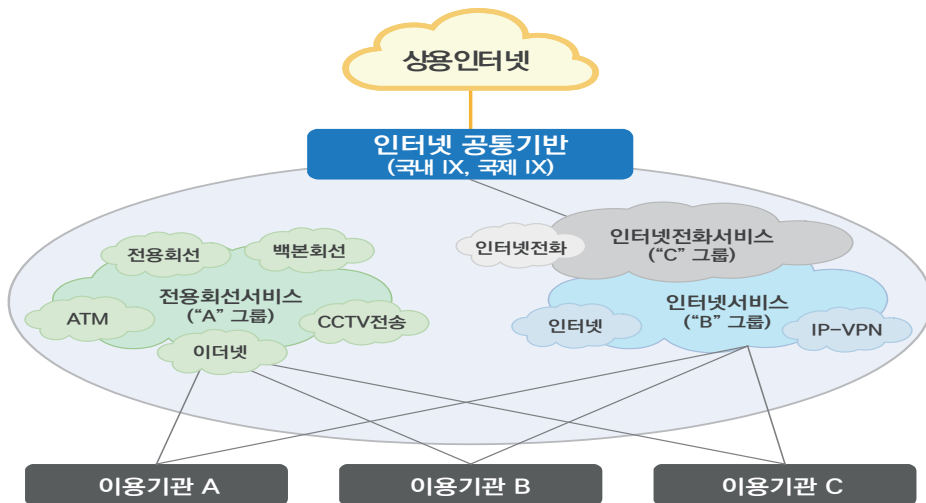 상용인터넷
인터넷 공통기반
(국내 IX, 국제 IX)
전용회선
백본회선
전용회선서비스
(“A” 그룹)
ATM
CCTV전송
이더넷
인터넷전화
인터넷전화서비스
(“C” 그룹)
인터넷서비스
(“B” 그룹)
인터넷
IP-VPN
이용기관 A
이용기관 B
이용기관 C